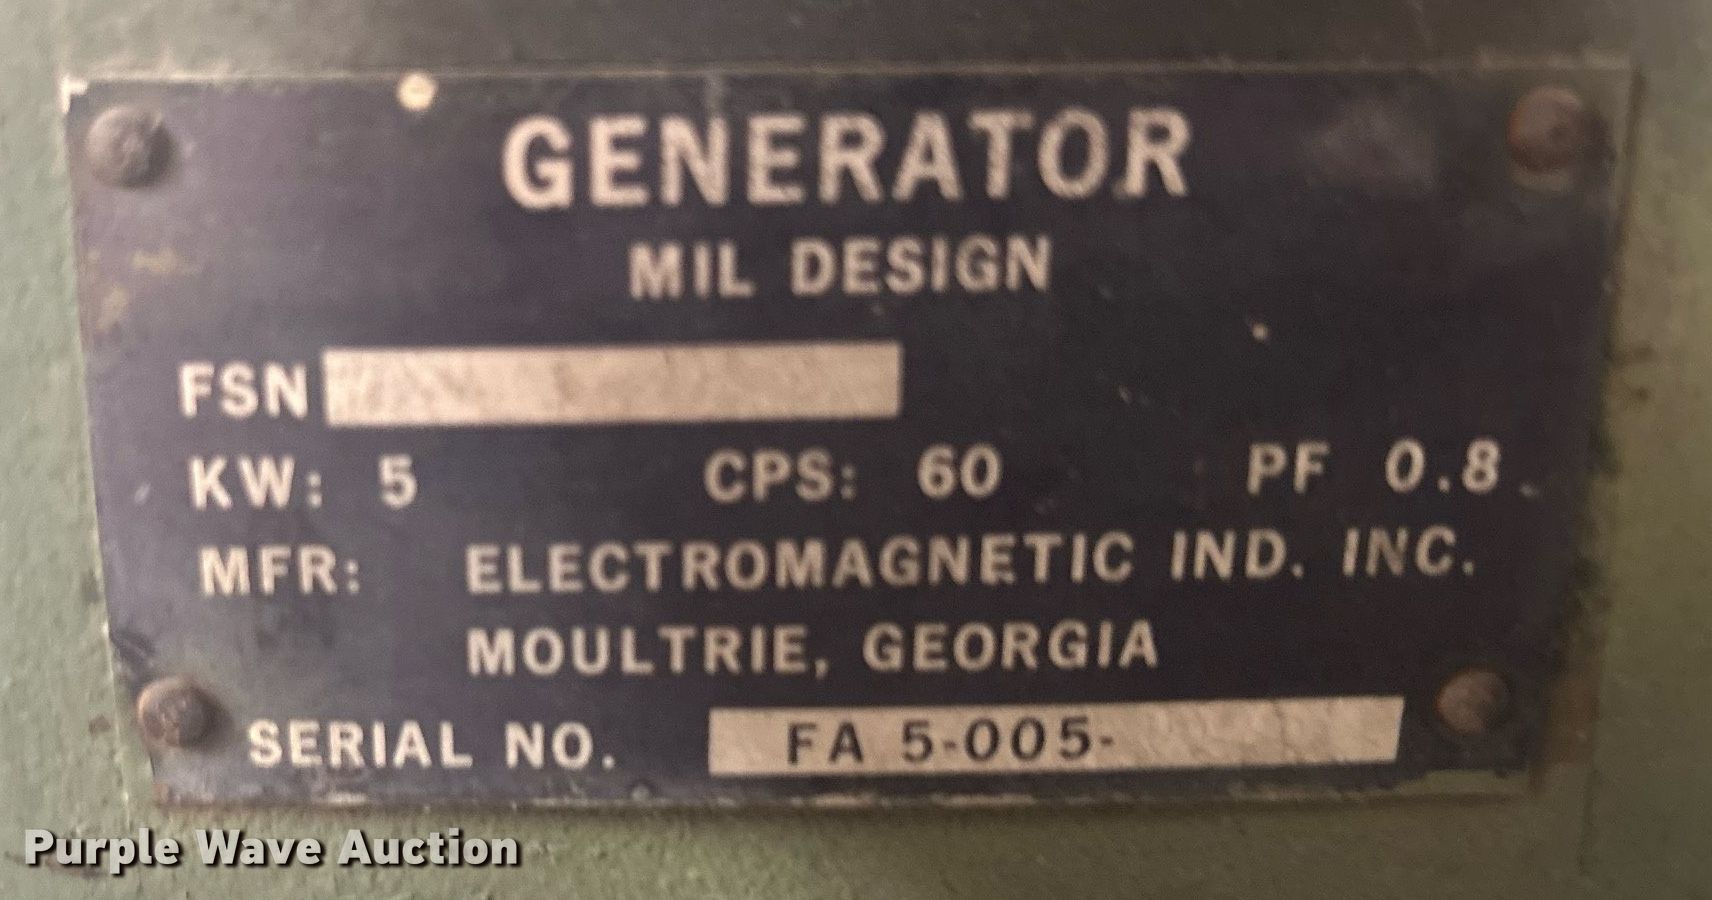 GENERATOR
MIL DESIGN
FSN
KW: 5 CPS: 60 PF 0.8
MFR: ELECTROMAGNETIC IND. INC.
MOULTRIE, GEORGIA
SERIAL NO. FA 5-005-
Purple Wave Auction